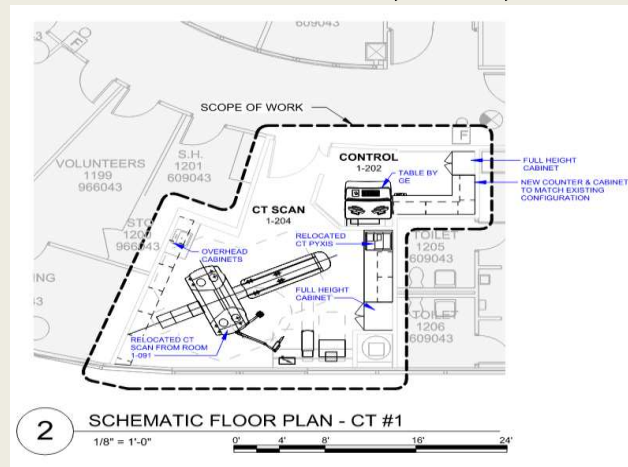 609043
SCOPE OF WORK
F
VOLUNTEERS
1199
966043
S.H.
1201
609043
CONTROL
1-202
TABLE BY
GE
FULL HEIGHT
CABINET
NEW COUNTER & CABINET
TO MATCH EXISTING
CONFIGURATION
CT SCAN
1-204
STO
1200
966043
OVERHEAD
CABINETS
RELOCATED
CT PYXIS
TOILET
1205
609043
FULL HEIGHT
CABINET
ING
TOILET
1206
609043
RELOCATED CT
SCAN FROM ROOM
1-091
2
SCHEMATIC FLOOR PLAN - CT #1
1/8" = 1'-0"
0' 4' 8' 16' 24'